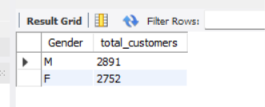 Result Grid Filter Rows:
Gender total_customers
M 2891
F 2752